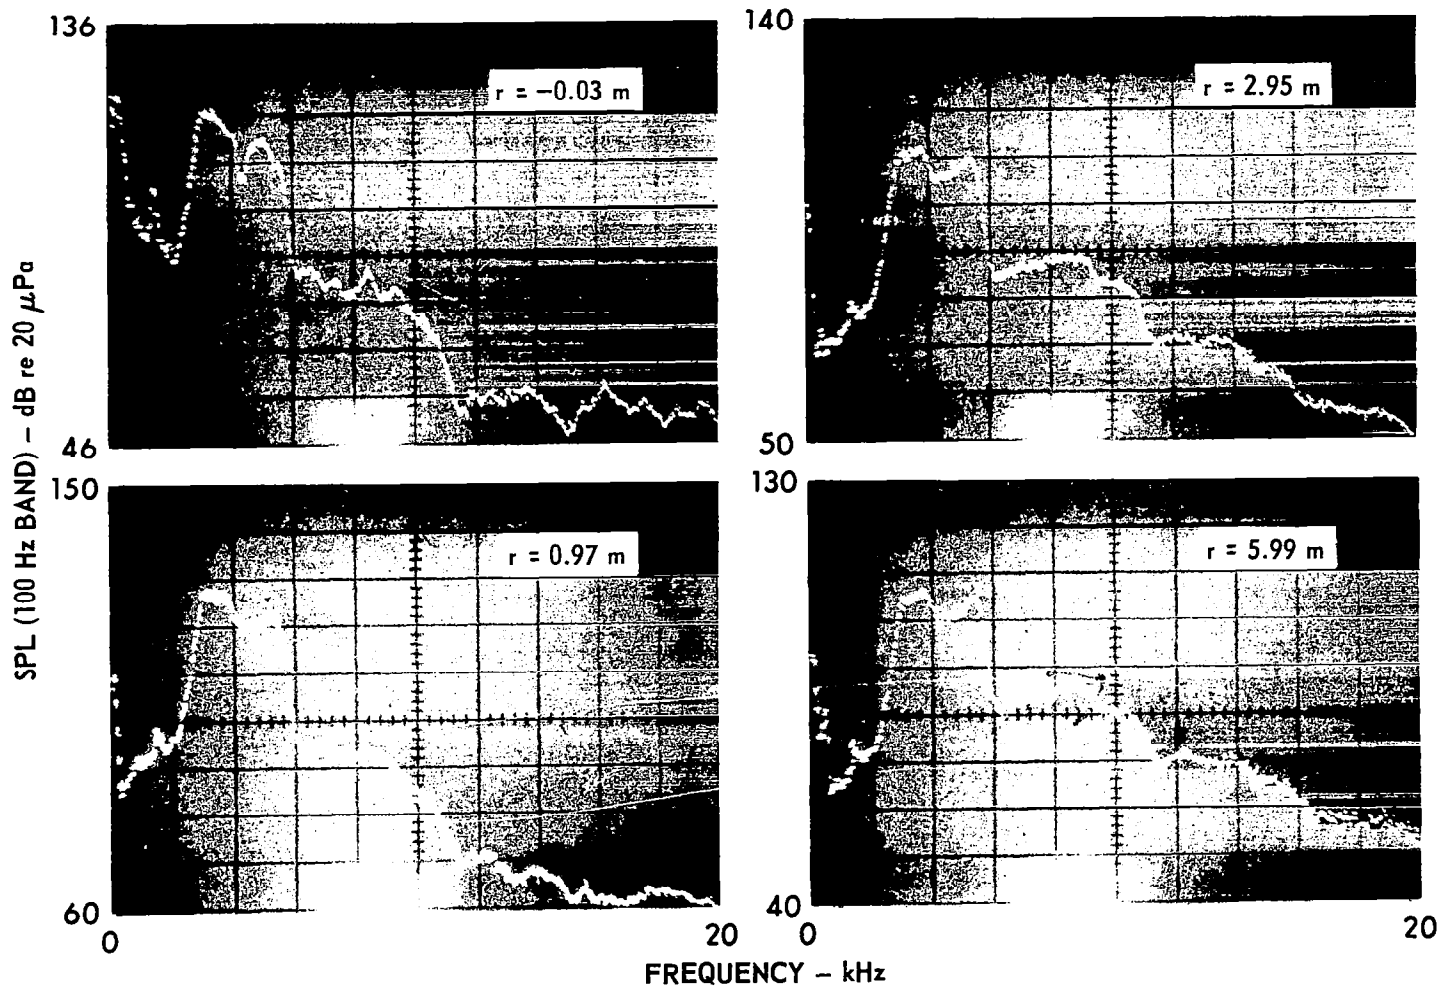 136
r = −0.03 m
46
140
r = 2.95 m
50
150
r = 0.97 m
60
0
20
130
r = 5.99 m
40
0
20
SPL (100 Hz BAND) – dB re 20 μPa
FREQUENCY – kHz